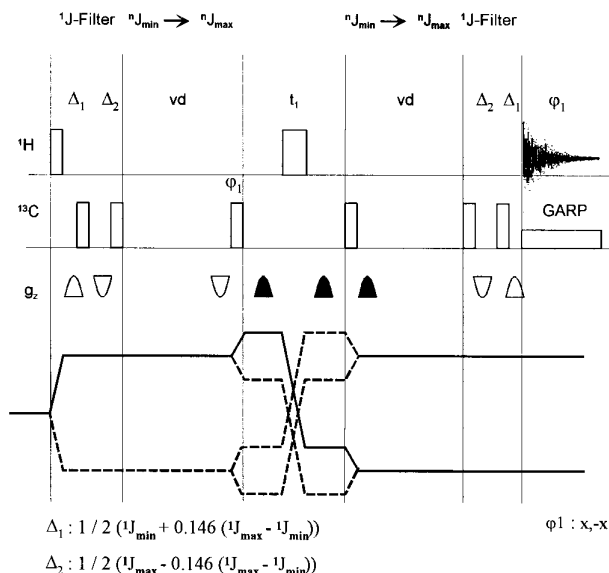 ¹J-Filter ⁿJmin → ⁿJmax ⁿJmin → ⁿJmax ¹J-Filter
Δ₁ Δ₂ vd t₁ vd Δ₂ Δ₁ φ₁
¹H
φ₁
¹³C GARP
g_z
Δ₁ : 1 / 2 (¹Jmin + 0.146 (¹Jmax - ¹Jmin)) φ1 : x,-x
Δ₂ : 1 / 2 (¹Jmax - 0.146 (¹Jmax - ¹Jmin))